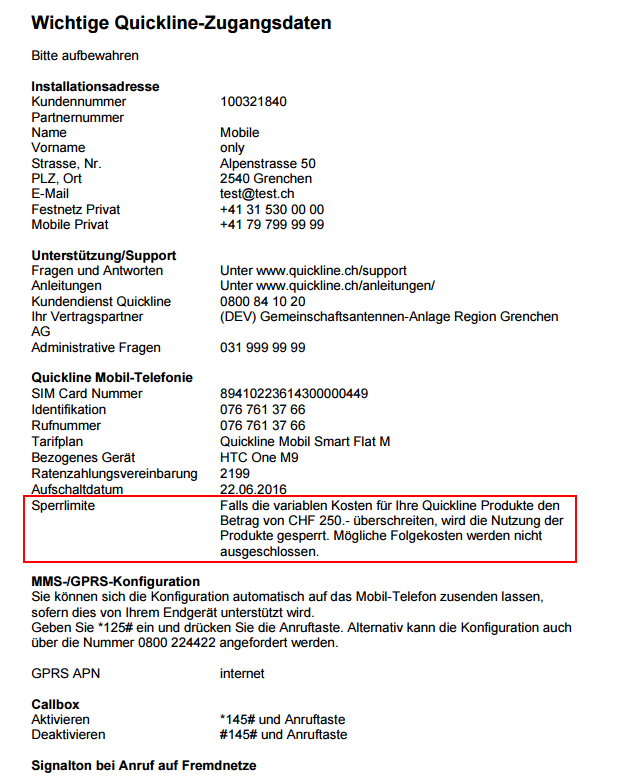 Wichtige Quickline-Zugangsdaten
Bitte aufbewahren
Installationsadresse
Kundennummer 100321840
Partnernummer
Name Mobile
Vorname only
Strasse, Nr. Alpenstrasse 50
PLZ, Ort 2540 Grenchen
E-Mail test@test.ch
Festnetz Privat +41 31 530 00 00
Mobile Privat +41 79 799 99 99
Unterstützung/Support
Fragen und Antworten Unter www.quickline.ch/support
Anleitungen Unter www.quickline.ch/anleitungen/
Kundendienst Quickline 0800 84 10 20
Ihr Vertragspartner (DEV) Gemeinschaftsantennen-Anlage Region Grenchen
AG
Administrative Fragen 031 999 99 99
Quickline Mobil-Telefonie
SIM Card Nummer 89410223614300000449
Identifikation 076 761 37 66
Rufnummer 076 761 37 66
Tarifplan Quickline Mobil Smart Flat M
Bezogenes Gerät HTC One M9
Ratenzahlungsvereinbarung 2199
Aufschaltdatum 22.06.2016
Sperrlimite Falls die variablen Kosten für Ihre Quickline Produkte den
Betrag von CHF 250.- überschreiten, wird die Nutzung der
Produkte gesperrt. Mögliche Folgekosten werden nicht
ausgeschlossen.
MMS-/GPRS-Konfiguration
Sie können sich die Konfiguration automatisch auf das Mobil-Telefon zusenden lassen,
sofern dies von Ihrem Endgerät unterstützt wird.
Geben Sie *125# ein und drücken Sie die Anruftaste. Alternativ kann die Konfiguration auch
über die Nummer 0800 224422 angefordert werden.
GPRS APN internet
Callbox
Aktivieren *145# und Anruftaste
Deaktivieren #145# und Anruftaste
Signalton bei Anruf auf Fremdnetze